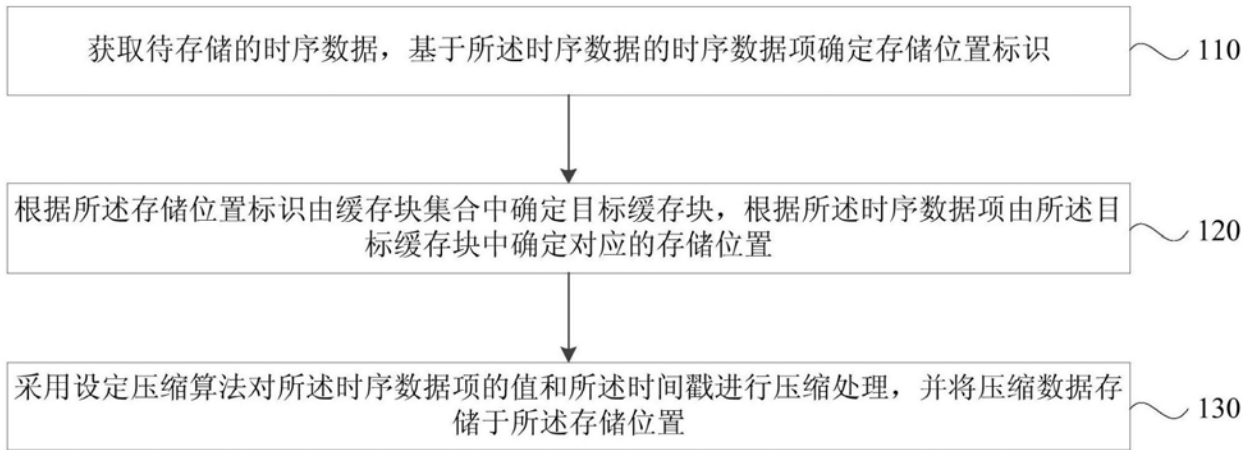 获取待存储的时序数据，基于所述时序数据的时序数据项确定存储位置标识
110
根据所述存储位置标识由缓存块集合中确定目标缓存块，根据所述时序数据项由所述目
标缓存块中确定对应的存储位置
120
采用设定压缩算法对所述时序数据项的值和所述时间戳进行压缩处理，并将压缩数据存
储于所述存储位置
130